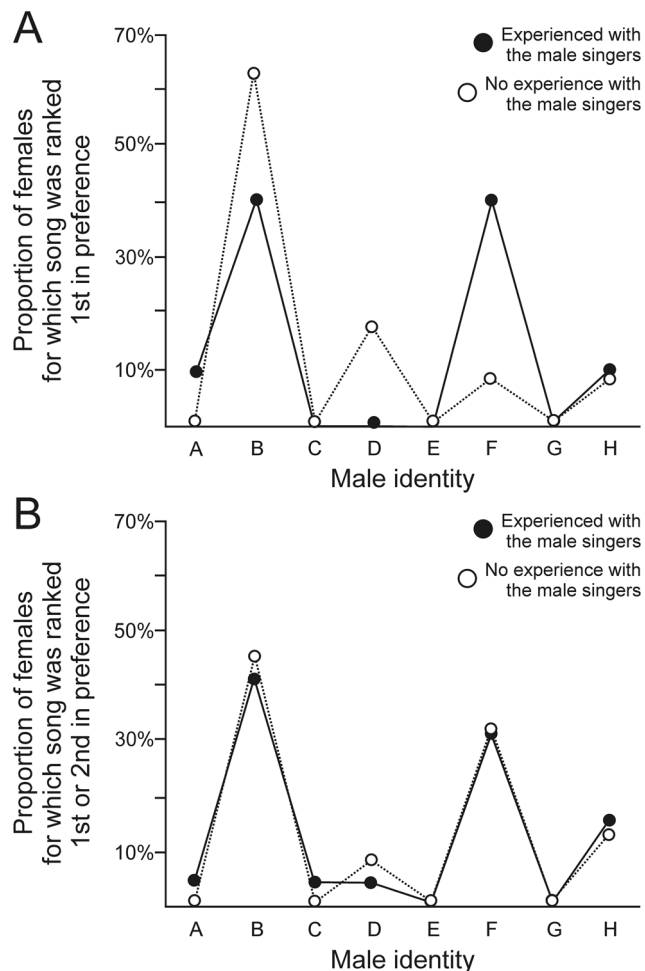 A
Proportion of females
for which song was ranked
1st in preference
70%
50%
30%
10%
Experienced with
the male singers
No experience with
the male singers
A B C D E F G H
Male identity
B
Proportion of females
for which song was ranked
1st or 2nd in preference
70%
50%
30%
10%
Experienced with
the male singers
No experience with
the male singers
A B C D E F G H
Male identity